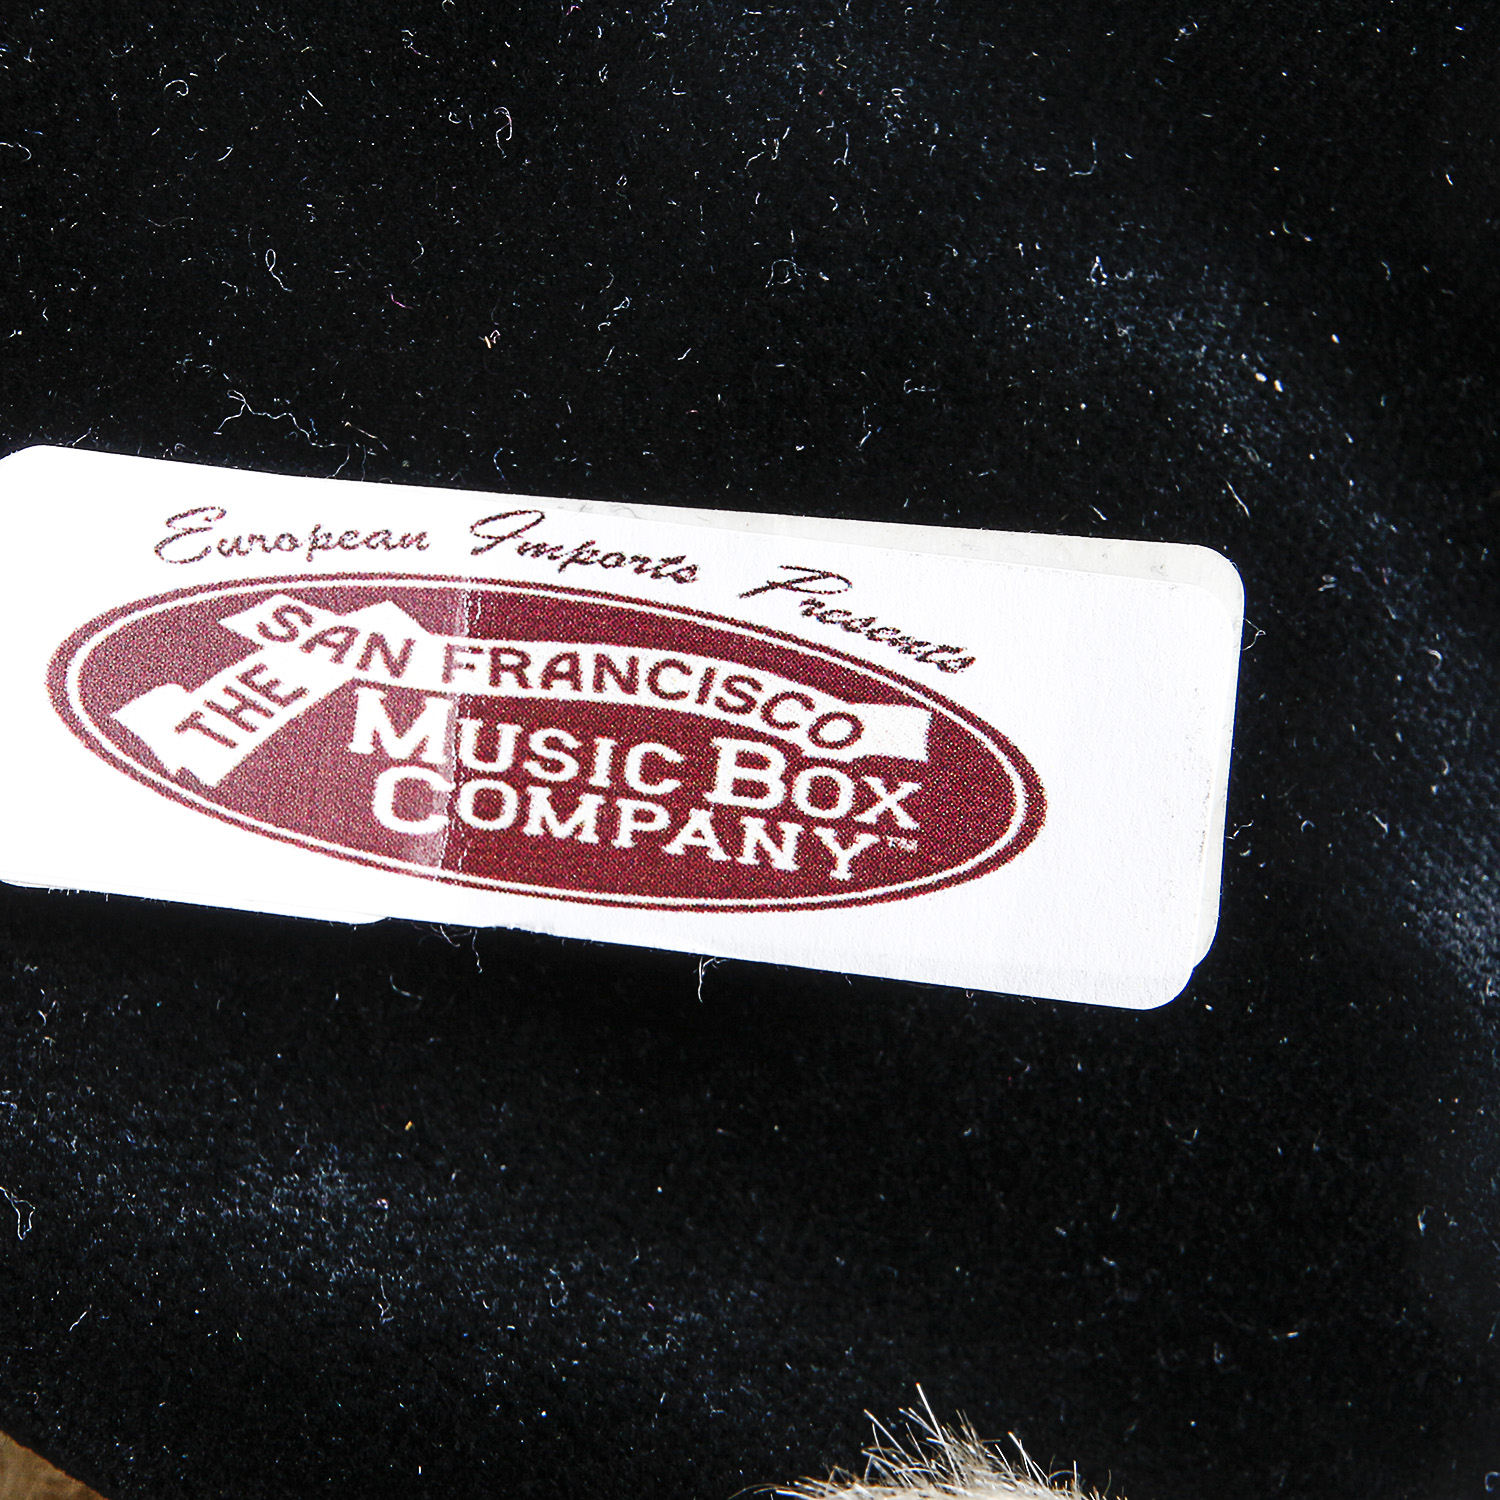 European Imports Presents
THE SAN FRANCISCO
MUSIC BOX
COMPANY™